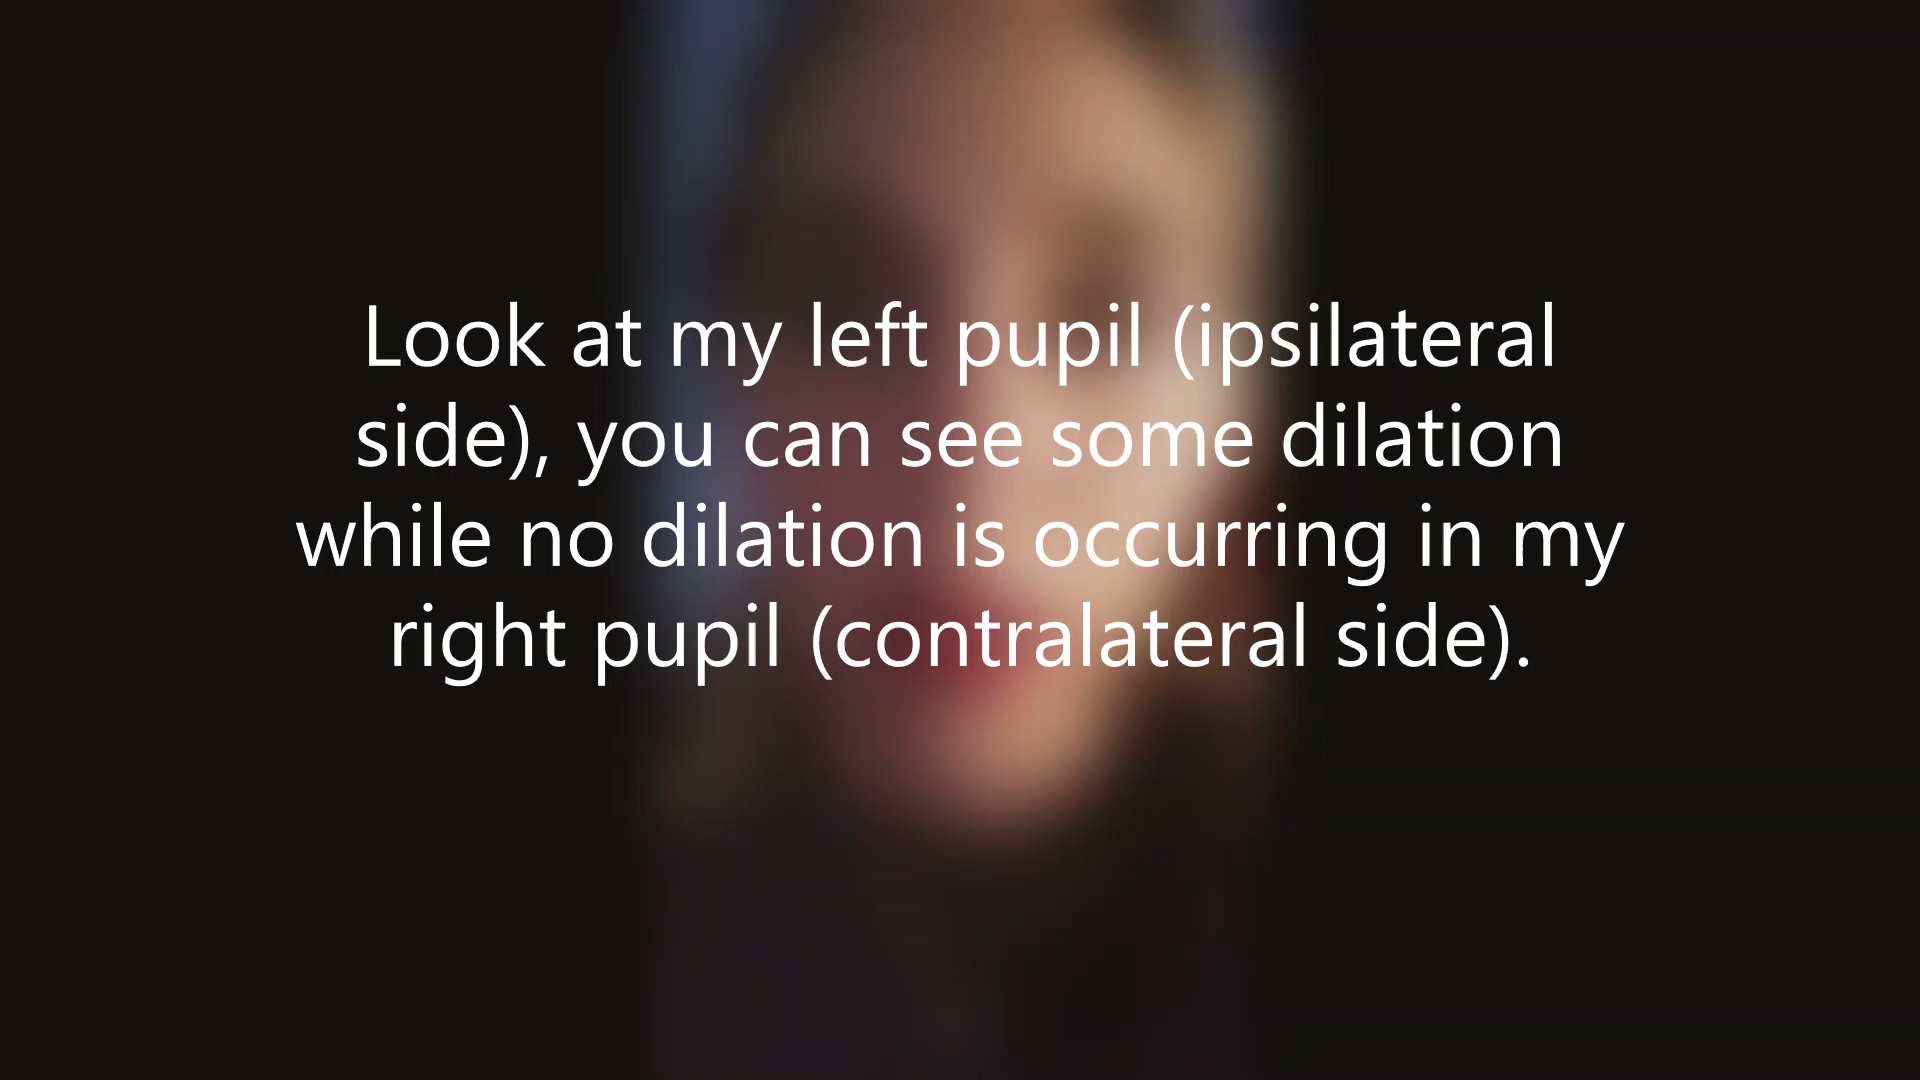 Look at my left pupil (ipsilateral
side), you can see some dilation
while no dilation is occurring in my
right pupil (contralateral side).